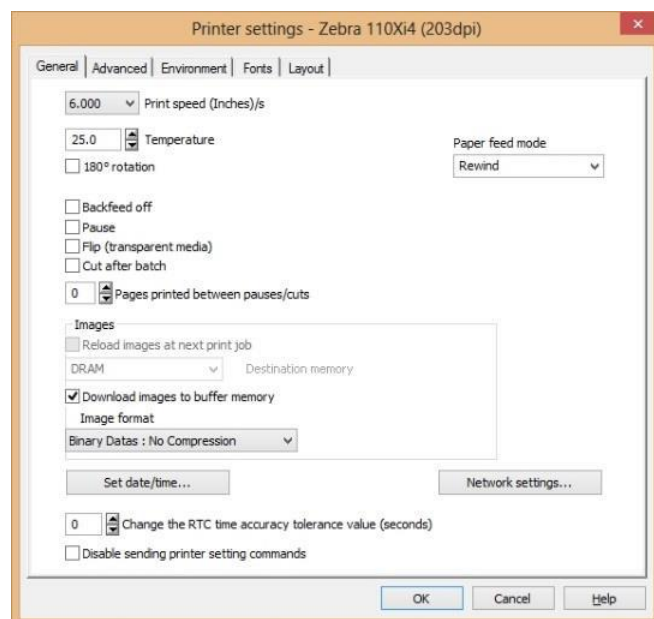 Printer settings - Zebra 110Xi4 (203dpi)
General Advanced Environment Fonts Layout
6.000 Print speed (Inches)/s
25.0 Temperature
Paper feed mode
180° rotation
Rewind
Backfeed off
Pause
Flip (transparent media)
Cut after batch
0 Pages printed between pauses/cuts
Images
Reload images at next print job
DRAM Destination memory
Download images to buffer memory
Image format
Binary Datas : No Compression
Set date/time... Network settings...
0 Change the RTC time accuracy tolerance value (seconds)
Disable sending printer setting commands
OK Cancel Help